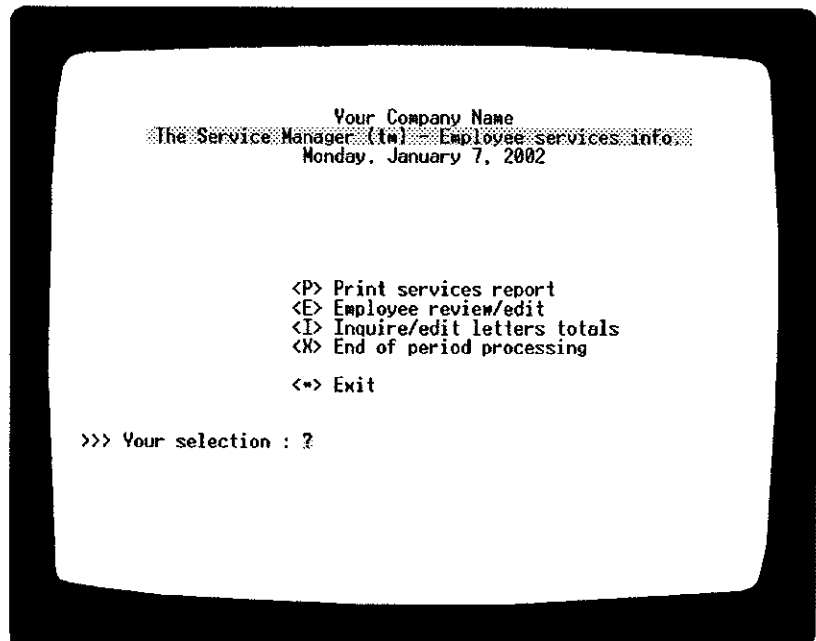 Your Company Name
The Service Manager (tm) - Employee services info.
Monday, January 7, 2002
<P> Print services report
<E> Employee review/edit
<I> Inquire/edit letters totals
<X> End of period processing
<*> Exit
>>> Your selection : ?